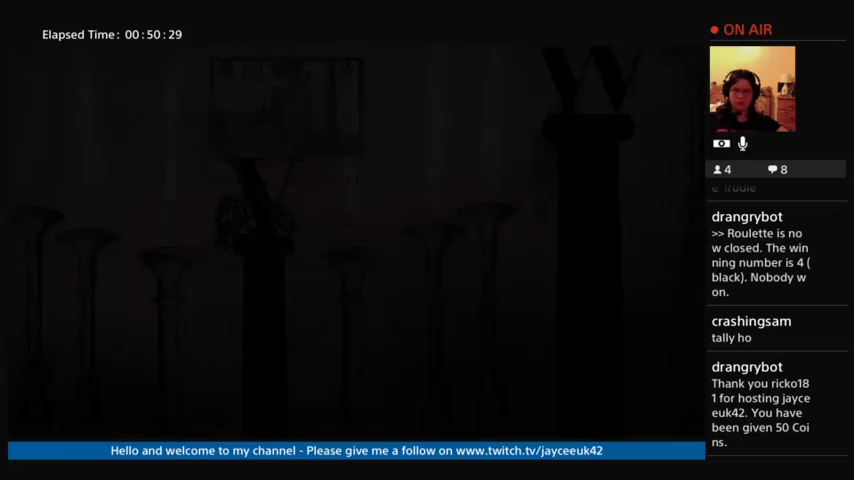 Elapsed Time: 00:50:29
ON AIR
4
8
drangrybot
>> Roulette is no
w closed. The win
ning number is 4 (
black). Nobody w
on.
crashingsam
tally ho
drangrybot
Thank you ricko18
1 for hosting jayce
euk42. You have
been given 50 Coi
ns.
Hello and welcome to my channel - Please give me a follow on www.twitch.tv/jayceeuk42